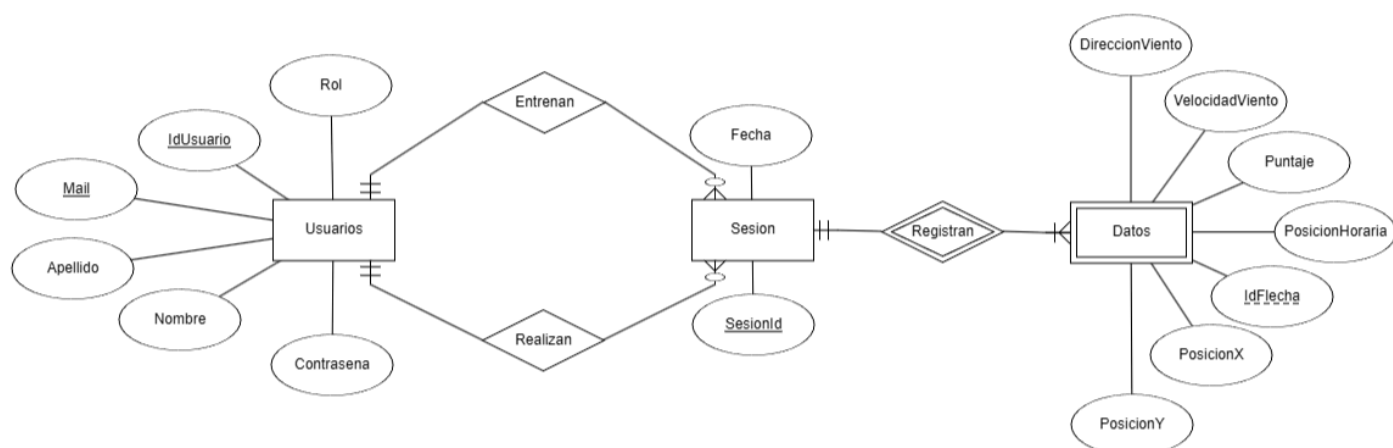 DireccionViento
Rol
Entrenan
VelocidadViento
IdUsuario
Fecha
Puntaje
Mail
Usuarios
Sesion
Registran
Datos
PosicionHoraria
Apellido
IdFlecha
Nombre
Realizan
SesionId
Contrasena
PosicionX
PosicionY